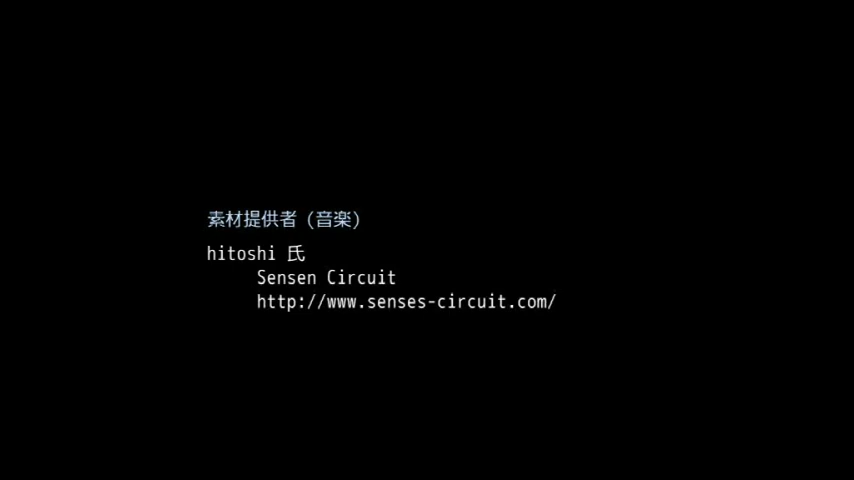 素材提供者（音楽）
hitoshi 氏
Sensen Circuit
http://www.senses-circuit.com/